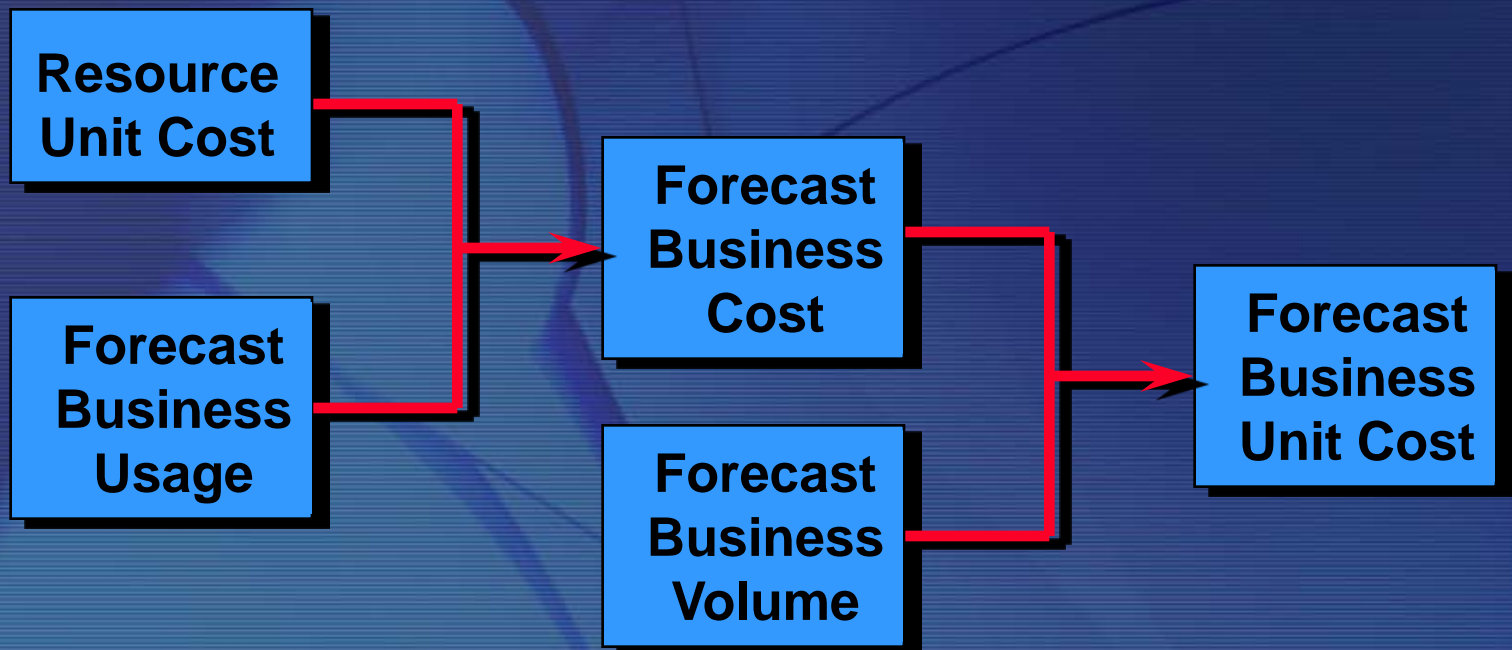 Resource
Unit Cost
Forecast
Business
Usage
Forecast
Business
Cost
Forecast
Business
Volume
Forecast
Business
Unit Cost